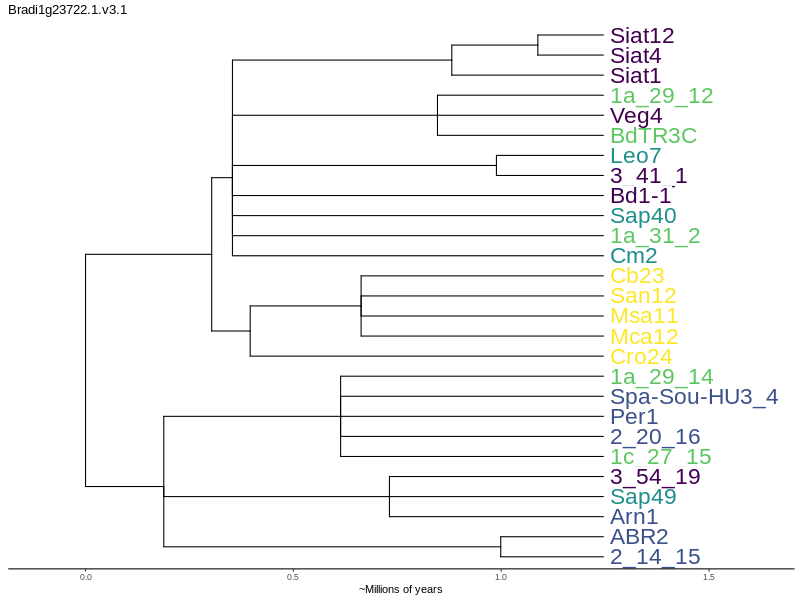 Bradi1g23722.1.v3.1
Siat12
Siat4
Siat1
1a_29_12
Veg4
BdTR3C
Leo7
3_41_1
Bd1-1
Sap40
1a_31_2
Cm2
Cb23
San12
Msa11
Mca12
Cro24
1a_29_14
Spa-Sou-HU3_4
Per1
2_20_16
1c_27_15
3_54_19
Sap49
Arn1
ABR2
2_14_15
0.0 0.5 1.0 1.5
~Millions of years